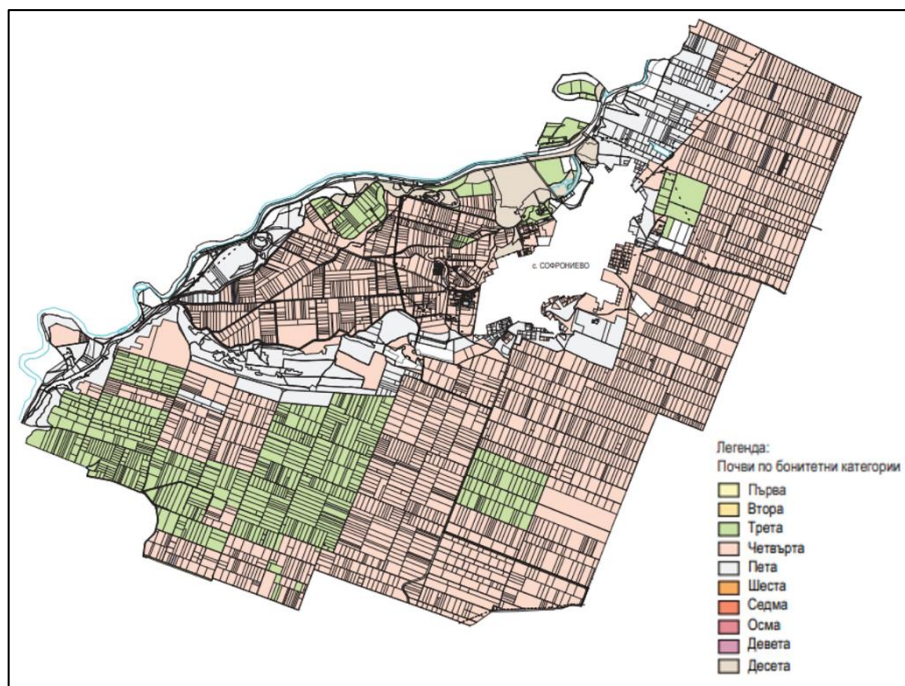 с. СОФРОНИЕВО
Легенда:
Почви по бонитетни категории
Първа
Втора
Трета
Четвърта
Пета
Шеста
Седма
Осма
Девета
Десета